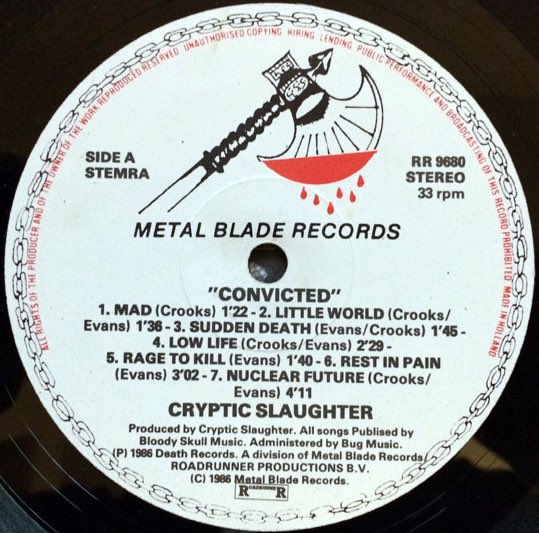 ALL RIGHTS OF THE PRODUCER AND OF THE OWNER OF THE WORK REPRODUCED RESERVED. UNAUTHORISED COPYING HIRING LENDING PUBLIC PERFORMANCE AND BROADCASTING OF THIS RECORD PROHIBITED MADE IN HOLLAND
SIDE A
STEMRA
RR 9680
STEREO
33 rpm
METAL BLADE RECORDS
"CONVICTED"
1. MAD (Crooks) 1'22 - 2. LITTLE WORLD (Crooks/
Evans) 1'36 - 3. SUDDEN DEATH (Evans/Crooks) 1'45 -
4. LOW LIFE (Crooks/Evans) 2'29 -
5. RAGE TO KILL (Evans) 1'40 - 6. REST IN PAIN
(Evans) 3'02 - 7. NUCLEAR FUTURE (Crooks/
Evans) 4'11
CRYPTIC SLAUGHTER
Produced by Cryptic Slaughter. All songs Publised by
Bloody Skull Music. Administered by Bug Music.
(P) 1986 Death Records. A division of Metal Blade Records/
ROADRUNNER PRODUCTIONS B.V.
(C) 1986 Metal Blade Records.
ROADRUNNER